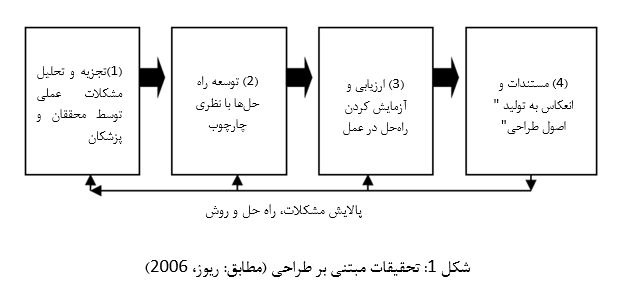 (1)تجزیه و تحلیل
مشکلات عملی
توسط محققان و
پزشکان
(2) توسعه راه
حل‌ها با نظری
چارچوب
(3) ارزیابی و
آزمایش کردن
راه‌حل در عمل
(4) مستندات و
انعکاس به تولید "
اصول طراحی"
پالایش مشکلات، راه حل و روش
شکل 1: تحقیقات مبتنی بر طراحی (مطابق: ریوز، 2006)